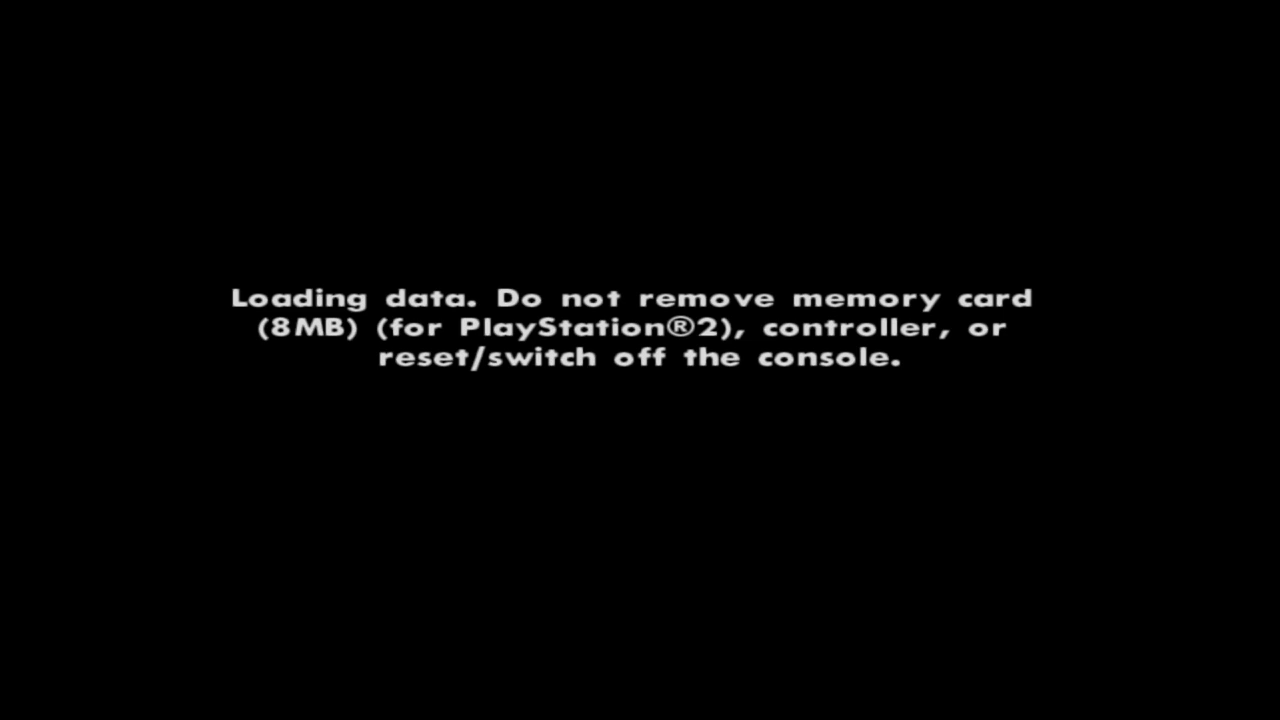 Loading data. Do not remove memory card
(8MB) (for PlayStation®2), controller, or
reset/switch off the console.